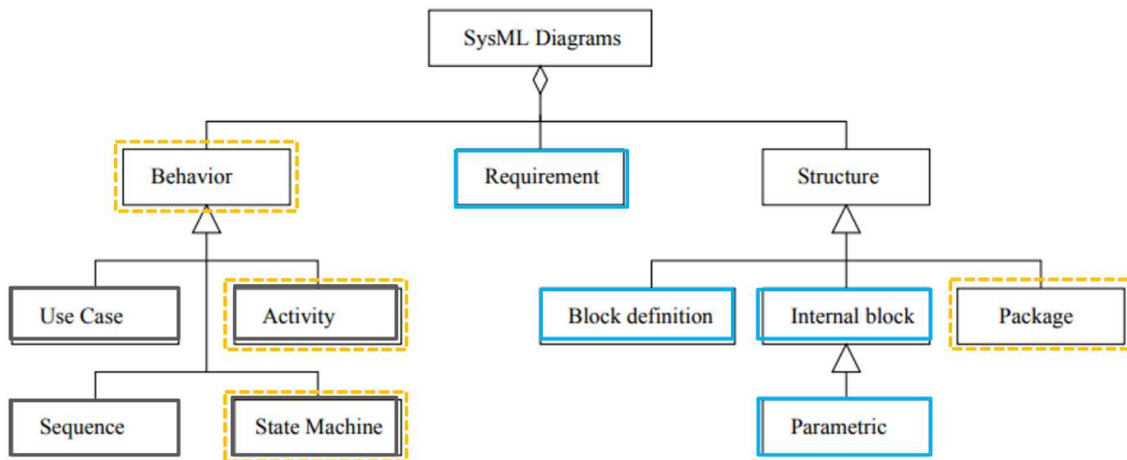 SysML Diagrams
Behavior
Requirement
Structure
Use Case
Activity
Block definition
Internal block
Package
Sequence
State Machine
Parametric